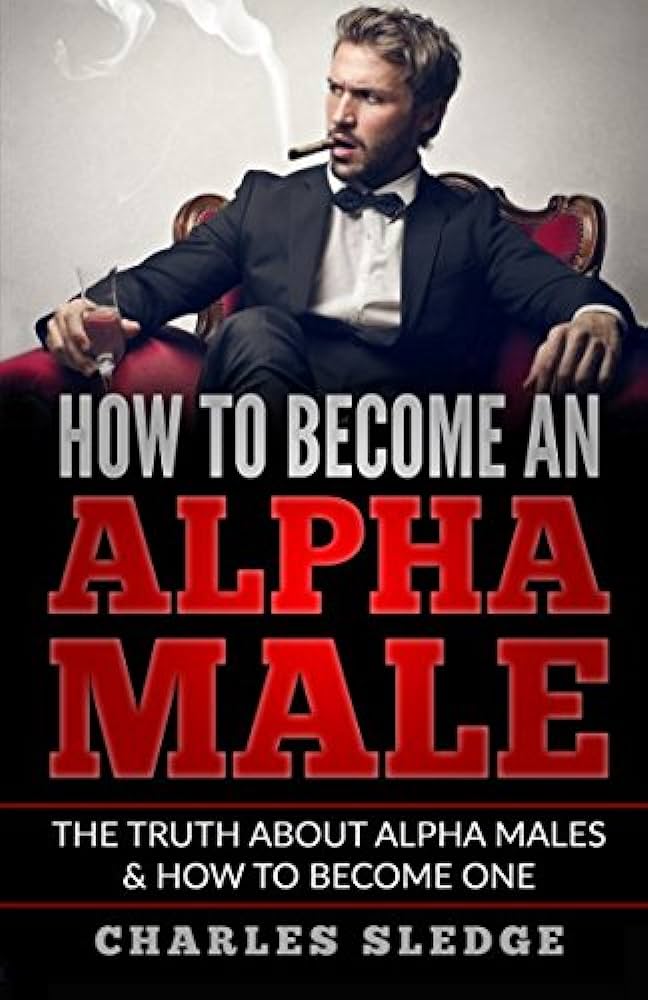 HOW TO BECOME AN
ALPHA
MALE
THE TRUTH ABOUT ALPHA MALES
& HOW TO BECOME ONE
CHARLES SLEDGE